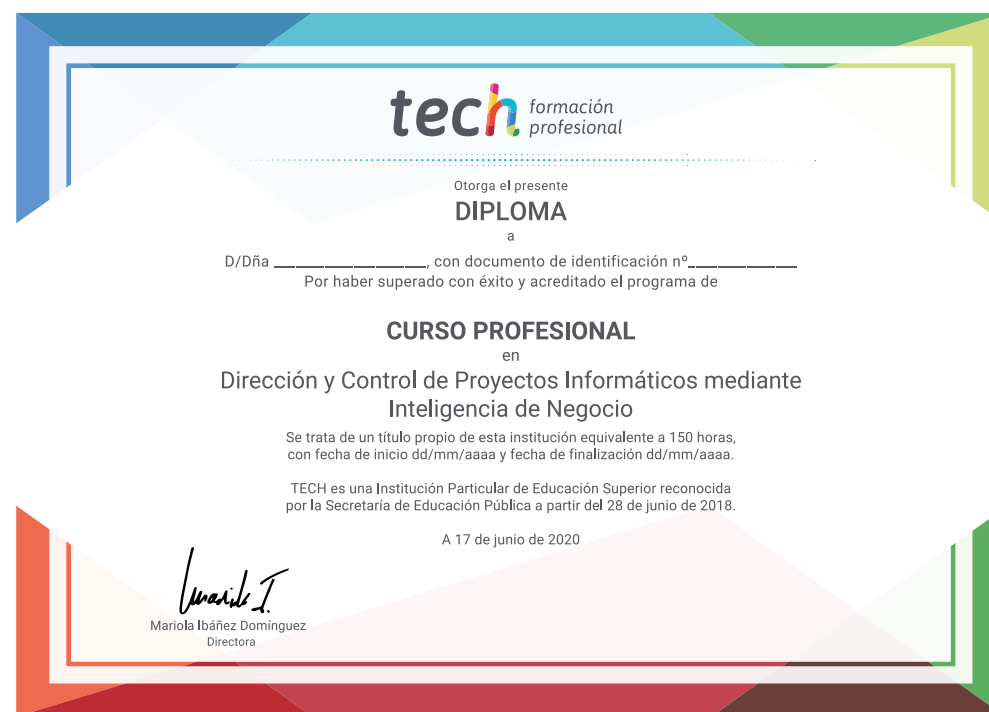 tech formación
profesional
Otorga el presente
DIPLOMA
a
D/Dña ______________, con documento de identificación nº__________
Por haber superado con éxito y acreditado el programa de
CURSO PROFESIONAL
en
Dirección y Control de Proyectos Informáticos mediante
Inteligencia de Negocio
Se trata de un título propio de esta institución equivalente a 150 horas,
con fecha de inicio dd/mm/aaaa y fecha de finalización dd/mm/aaaa.
TECH es una Institución Particular de Educación Superior reconocida
por la Secretaría de Educación Pública a partir del 28 de junio de 2018.
A 17 de junio de 2020
Mariola Ibáñez Domínguez
Directora